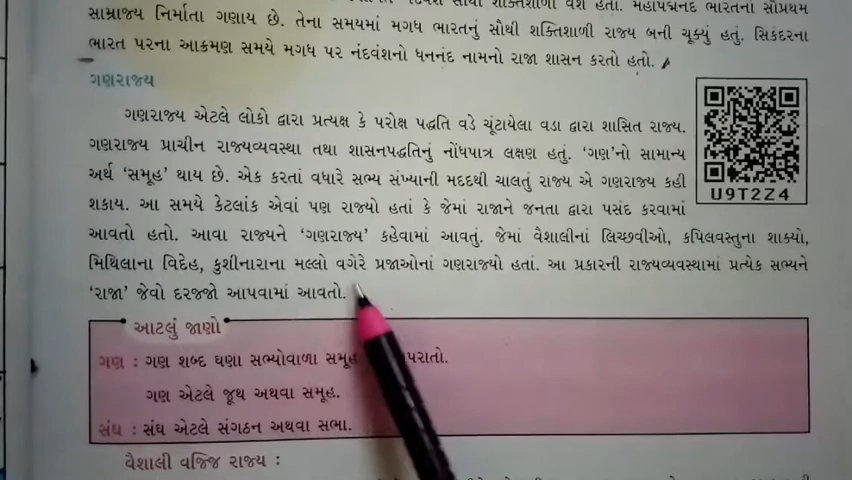 સામ્રાજ્ય નિર્માતા ગણાય છે. તેના સમયમાં મગધ ભારતનું સૌથી શક્તિશાળી રાજ્ય બની ચૂક્યું હતું. સિકંદરના
ભારત પરના આક્રમણ સમયે મગધ પર નંદવંશનો ધનનંદ નામનો રાજા શાસન કરતો હતો.
ગણરાજ્ય
ગણરાજ્ય એટલે લોકો દ્વારા પ્રત્યક્ષ કે પરોક્ષ પદ્ધતિ વડે ચૂંટાયેલા વડા દ્વારા શાસિત રાજ્ય.
ગણરાજ્ય પ્રાચીન રાજ્યવ્યવસ્થા તથા શાસનપદ્ધતિનું નોંધપાત્ર લક્ષણ હતું. ‘ગણ’નો સામાન્ય
અર્થ ‘સમૂહ’ થાય છે. એક કરતાં વધારે સભ્ય સંખ્યાની મદદથી ચાલતું રાજ્ય એ ગણરાજ્ય કહી
શકાય. આ સમયે કેટલાંક એવાં પણ રાજ્યો હતાં કે જેમાં રાજાને જનતા દ્વારા પસંદ કરવામાં
આવતો હતો. આવા રાજ્યને ‘ગણરાજ્ય’ કહેવામાં આવતું. જેમાં વૈશાલીનાં લિચ્છવીઓ, કપિલવસ્તુના શાક્યો,
મિથિલાના વિદેહ, કુશીનારાના મલ્લો વગેરે પ્રજાઓનાં ગણરાજ્યો હતાં. આ પ્રકારની રાજ્યવ્યવસ્થામાં પ્રત્યેક સભ્યને
‘રાજા’ જેવો દરજ્જો આપવામાં આવતો.
U9T2Z4
આટલું જાણો
ગણ : ગણ શબ્દ ઘણા સભ્યોવાળા સમૂહ
ગણ એટલે જૂથ અથવા સમૂહ.
સંઘ : સંઘ એટલે સંગઠન અથવા સભા.
વૈશાલી વજ્જિ રાજ્ય :